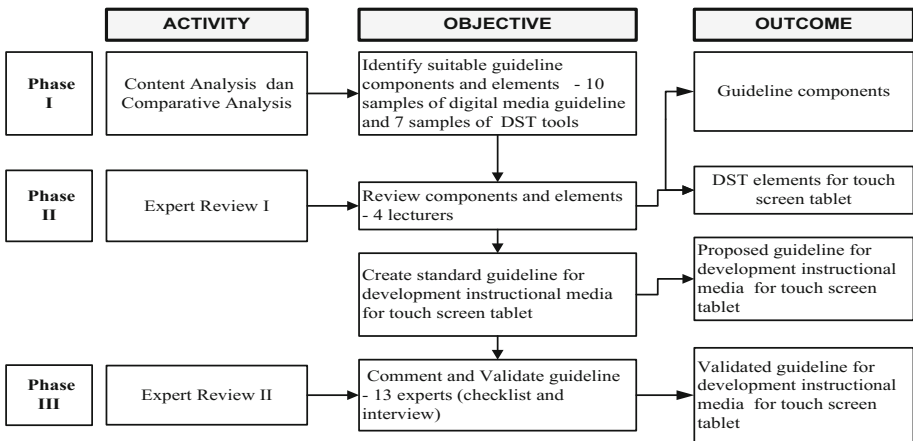 ACTIVITY
OBJECTIVE
OUTCOME
Phase
I
Content Analysis dan
Comparative Analysis
Identify suitable guideline
components and elements - 10
samples of digital media guideline
and 7 samples of DST tools
Guideline components
Phase
II
Expert Review I
Review components and elements
- 4 lecturers
DST elements for touch
screen tablet
Create standard guideline for
development instructional media
for touch screen tablet
Proposed guideline for
development instructional
media for touch screen
tablet
Phase
III
Expert Review II
Comment and Validate guideline
- 13 experts (checklist and
interview)
Validated guideline for
development instructional
media for touch screen
tablet